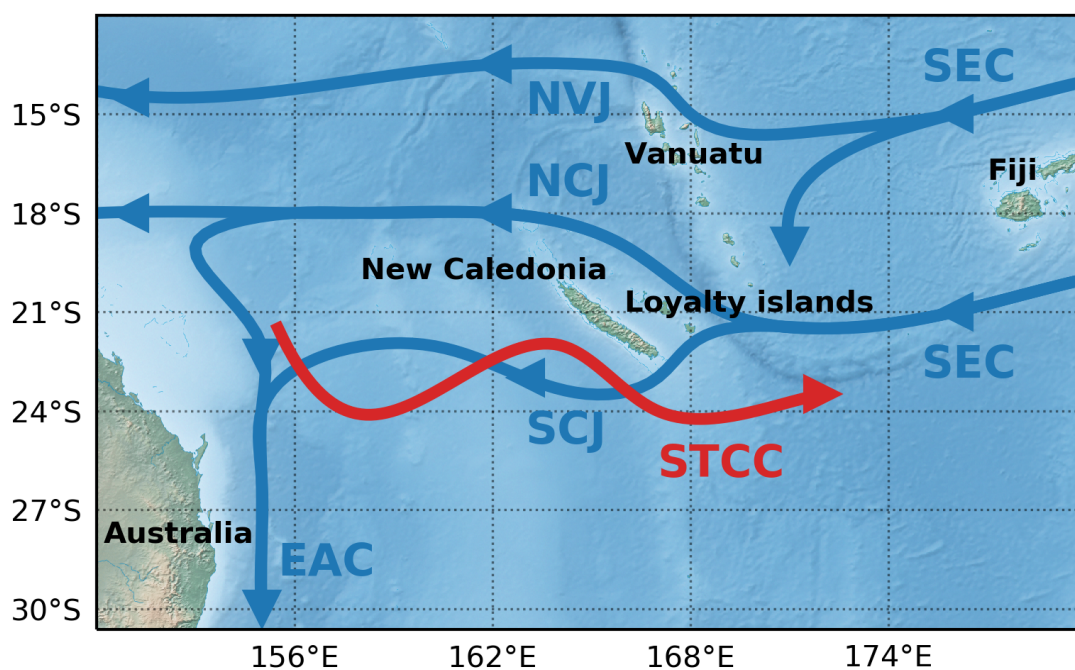 SEC
NVJ
15°S
Vanuatu
Fiji
NCJ
18°S
New Caledonia
Loyalty islands
21°S
SEC
24°S
SCJ
STCC
27°S
Australia
EAC
30°S
156°E 162°E 168°E 174°E